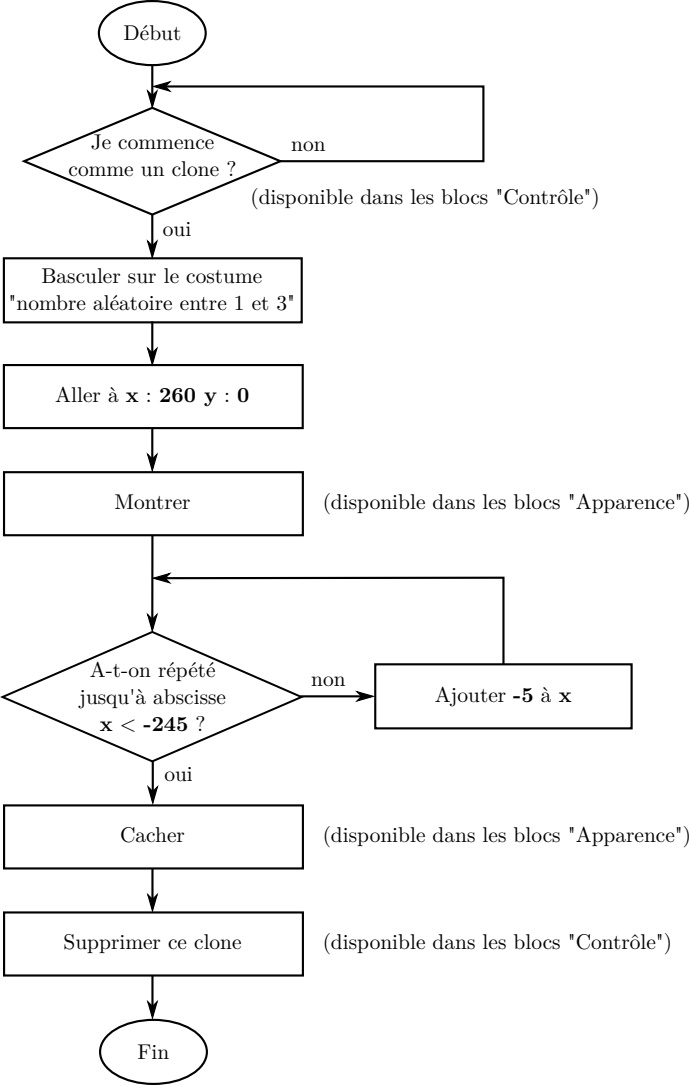 Début
Je commence
comme un clone ?
non
(disponible dans les blocs "Contrôle")
oui
Basculer sur le costume
"nombre aléatoire entre 1 et 3"
Aller à x : 260 y : 0
Montrer
(disponible dans les blocs "Apparence")
A-t-on répété
jusqu'à abscisse
x < -245 ?
non
Ajouter -5 à x
oui
Cacher
(disponible dans les blocs "Apparence")
Supprimer ce clone
(disponible dans les blocs "Contrôle")
Fin